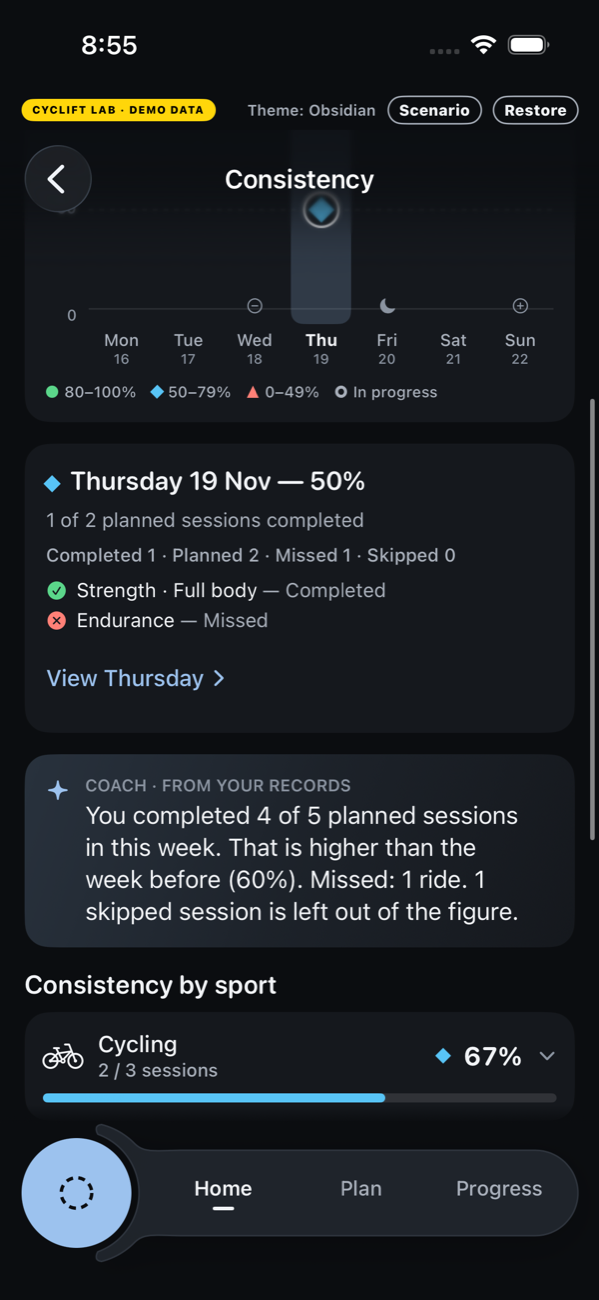 8:55
CYCLIFT LAB · DEMO DATA
Theme: Obsidian
Scenario
Restore
Consistency
0
Mon Tue Wed Thu Fri Sat Sun
16 17 18 19 20 21 22
80–100% 50–79% 0–49% In progress
Thursday 19 Nov — 50%
1 of 2 planned sessions completed
Completed 1 · Planned 2 · Missed 1 · Skipped 0
Strength · Full body — Completed
Endurance — Missed
View Thursday
COACH · FROM YOUR RECORDS
You completed 4 of 5 planned sessions
in this week. That is higher than the
week before (60%). Missed: 1 ride. 1
skipped session is left out of the figure.
Consistency by sport
Cycling
67%
2 / 3 sessions
Home Plan Progress